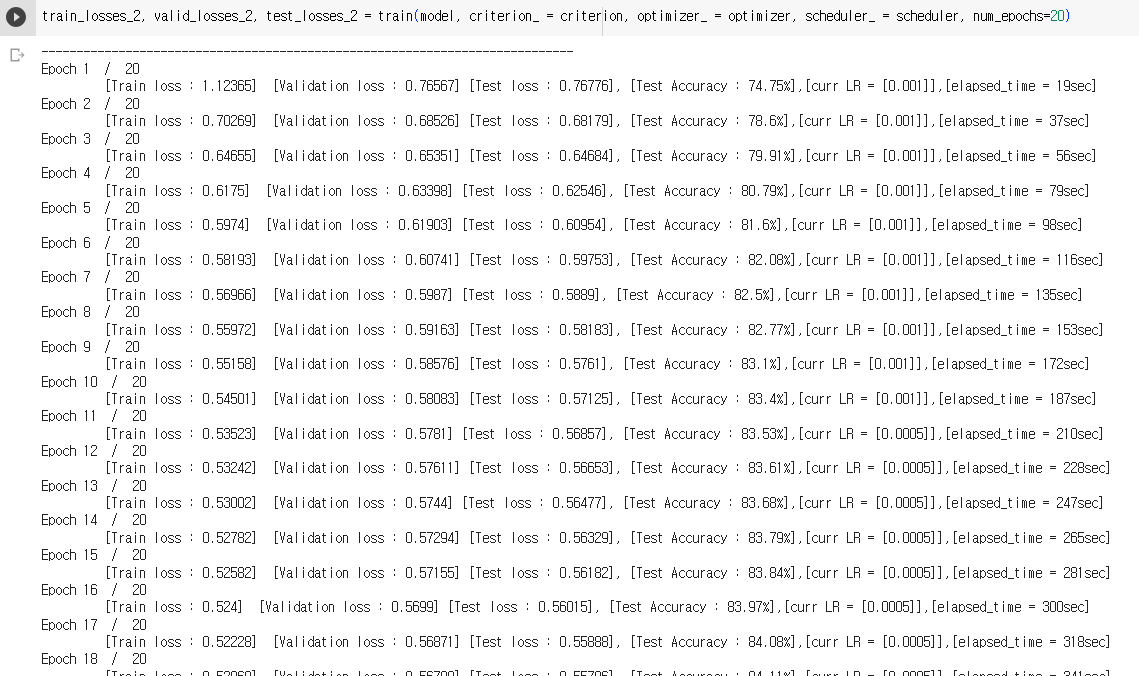 train_losses_2, valid_losses_2, test_losses_2 = train(model, criterion_ = criterion, optimizer_ = optimizer, scheduler_ = scheduler, num_epochs=20)
----------------------------------------------------------------------------
Epoch 1 / 20
[Train loss : 1.12365] [Validation loss : 0.76567] [Test loss : 0.76776], [Test Accuracy : 74.75%],[curr LR = [0.001]],[elapsed_time = 19sec]
Epoch 2 / 20
[Train loss : 0.70269] [Validation loss : 0.68526] [Test loss : 0.68179], [Test Accuracy : 78.6%],[curr LR = [0.001]],[elapsed_time = 37sec]
Epoch 3 / 20
[Train loss : 0.64655] [Validation loss : 0.65351] [Test loss : 0.64684], [Test Accuracy : 79.91%],[curr LR = [0.001]],[elapsed_time = 56sec]
Epoch 4 / 20
[Train loss : 0.6175] [Validation loss : 0.63398] [Test loss : 0.62546], [Test Accuracy : 80.79%],[curr LR = [0.001]],[elapsed_time = 79sec]
Epoch 5 / 20
[Train loss : 0.5974] [Validation loss : 0.61903] [Test loss : 0.60954], [Test Accuracy : 81.6%],[curr LR = [0.001]],[elapsed_time = 98sec]
Epoch 6 / 20
[Train loss : 0.58193] [Validation loss : 0.60741] [Test loss : 0.59753], [Test Accuracy : 82.08%],[curr LR = [0.001]],[elapsed_time = 116sec]
Epoch 7 / 20
[Train loss : 0.56966] [Validation loss : 0.5987] [Test loss : 0.5889], [Test Accuracy : 82.5%],[curr LR = [0.001]],[elapsed_time = 135sec]
Epoch 8 / 20
[Train loss : 0.55972] [Validation loss : 0.59163] [Test loss : 0.58183], [Test Accuracy : 82.77%],[curr LR = [0.001]],[elapsed_time = 153sec]
Epoch 9 / 20
[Train loss : 0.55158] [Validation loss : 0.58576] [Test loss : 0.5761], [Test Accuracy : 83.1%],[curr LR = [0.001]],[elapsed_time = 172sec]
Epoch 10 / 20
[Train loss : 0.54501] [Validation loss : 0.58083] [Test loss : 0.57125], [Test Accuracy : 83.4%],[curr LR = [0.001]],[elapsed_time = 187sec]
Epoch 11 / 20
[Train loss : 0.53523] [Validation loss : 0.5781] [Test loss : 0.56857], [Test Accuracy : 83.53%],[curr LR = [0.0005]],[elapsed_time = 210sec]
Epoch 12 / 20
[Train loss : 0.53242] [Validation loss : 0.57611] [Test loss : 0.56653], [Test Accuracy : 83.61%],[curr LR = [0.0005]],[elapsed_time = 228sec]
Epoch 13 / 20
[Train loss : 0.53002] [Validation loss : 0.5744] [Test loss : 0.56477], [Test Accuracy : 83.68%],[curr LR = [0.0005]],[elapsed_time = 247sec]
Epoch 14 / 20
[Train loss : 0.52782] [Validation loss : 0.57294] [Test loss : 0.56329], [Test Accuracy : 83.79%],[curr LR = [0.0005]],[elapsed_time = 265sec]
Epoch 15 / 20
[Train loss : 0.52582] [Validation loss : 0.57155] [Test loss : 0.56182], [Test Accuracy : 83.84%],[curr LR = [0.0005]],[elapsed_time = 281sec]
Epoch 16 / 20
[Train loss : 0.524] [Validation loss : 0.5699] [Test loss : 0.56015], [Test Accuracy : 83.97%],[curr LR = [0.0005]],[elapsed_time = 300sec]
Epoch 17 / 20
[Train loss : 0.52228] [Validation loss : 0.56871] [Test loss : 0.55888], [Test Accuracy : 84.08%],[curr LR = [0.0005]],[elapsed_time = 318sec]
Epoch 18 / 20